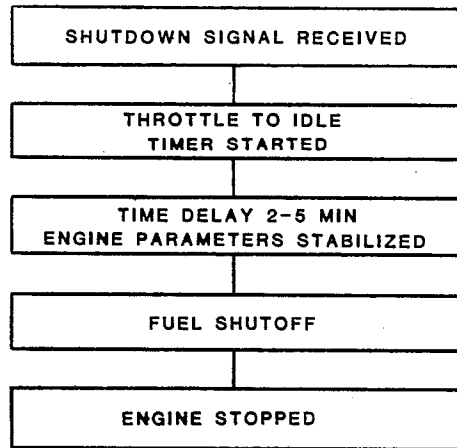 SHUTDOWN SIGNAL RECEIVED
THROTTLE TO IDLE
TIMER STARTED
TIME DELAY 2-5 MIN
ENGINE PARAMETERS STABILIZED
FUEL SHUTOFF
ENGINE STOPPED